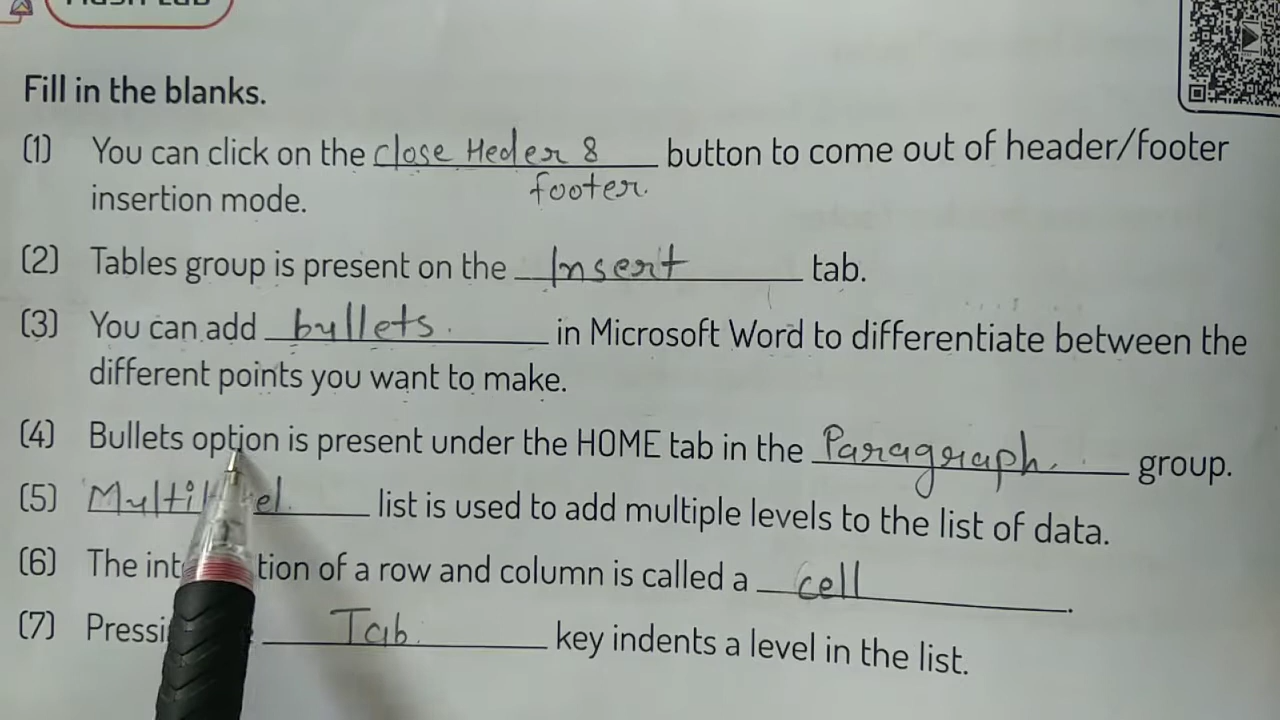 Fill in the blanks.
(1) You can click on the close Heder & button to come out of header/footer
footer.
insertion mode.
(2) Tables group is present on the Insert tab.
(3) You can add bullets. in Microsoft Word to differentiate between the
different points you want to make.
(4) Bullets option is present under the HOME tab in the Paragraph. group.
(5) list is used to add multiple levels to the list of data.
(6) The tion of a row and column is called a cell.
(7) Tab. key indents a level in the list.